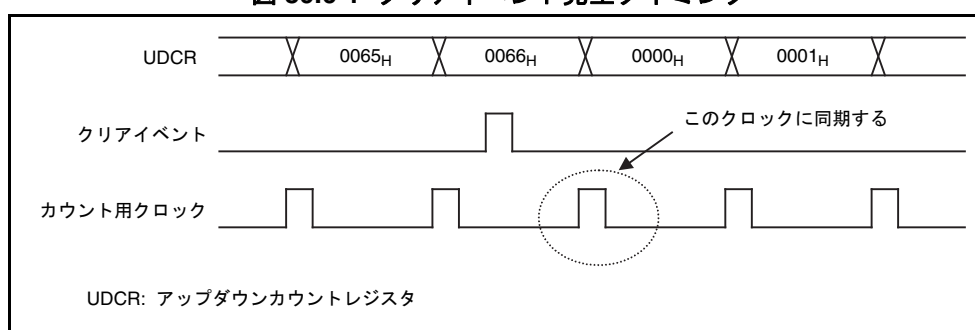 UDCR 0065H 0066H 0000H 0001H
クリアイベント
このクロックに同期する
カウント用クロック
UDCR: アップダウンカウントレジスタ